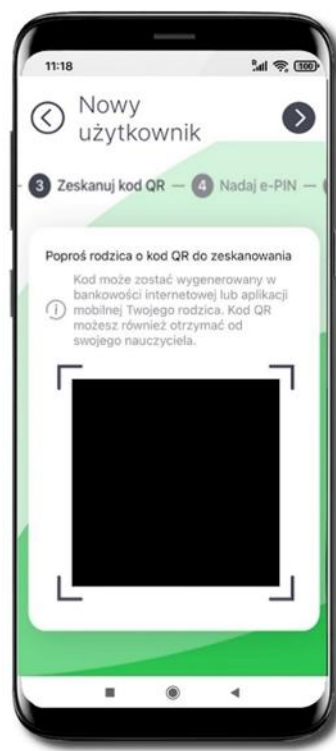 11:18
100
Nowy
użytkownik
3 Zeskanuj kod QR — 4 Nadaj e-PIN —
Poproś rodzica o kod QR do zeskanowania
Kod może zostać wygenerowany w
bankowości internetowej lub aplikacji
mobilnej Twojego rodzica. Kod QR
możesz również otrzymać od
swojego nauczyciela.